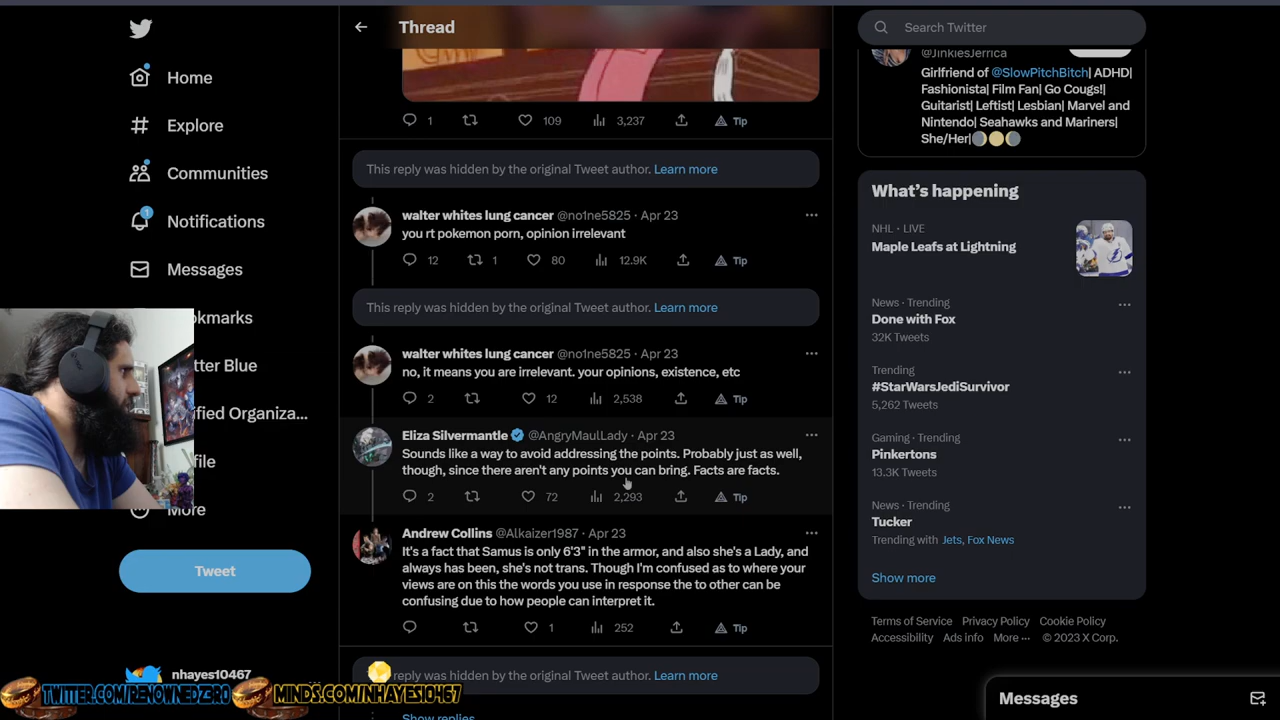 Home
Explore
Communities
1
Notifications
Messages
okmarks
tter Blue
ified Organiza...
file
More
Tweet
nhayes10467
TWITTER.COM/RENOWNEDZ3R0
MINDS.COM/NHAYES10467
Thread
1 109 3,237 Tip
This reply was hidden by the original Tweet author. Learn more
walter whites lung cancer @no1ne5825 · Apr 23
you rt pokemon porn, opinion irrelevant
12 1 80 12.9K Tip
This reply was hidden by the original Tweet author. Learn more
walter whites lung cancer @no1ne5825 · Apr 23
no, it means you are irrelevant. your opinions, existence, etc
2 12 2,538 Tip
Eliza Silvermantle @AngryMaulLady · Apr 23
Sounds like a way to avoid addressing the points. Probably just as well,
though, since there aren't any points you can bring. Facts are facts.
2 72 2,293 Tip
Andrew Collins @Alkaizer1987 · Apr 23
It's a fact that Samus is only 6'3" in the armor, and also she's a Lady, and
always has been, she's not trans. Though I'm confused as to where your
views are on this the words you use in response the to other can be
confusing due to how people can interpret it.
1 252 Tip
reply was hidden by the original Tweet author. Learn more
Show replies
Search Twitter
@JinkiesJerrica
Girlfriend of @SlowPitchBitch| ADHD|
Fashionista| Film Fan| Go Cougs!|
Guitarist| Leftist| Lesbian| Marvel and
Nintendo| Seahawks and Mariners|
She/Her|
What's happening
NHL · LIVE
Maple Leafs at Lightning
News · Trending
Done with Fox
32K Tweets
Trending
#StarWarsJediSurvivor
5,262 Tweets
Gaming · Trending
Pinkertons
13.3K Tweets
News · Trending
Tucker
Trending with Jets, Fox News
Show more
Terms of Service Privacy Policy Cookie Policy
Accessibility Ads info More ··· © 2023 X Corp.
Messages